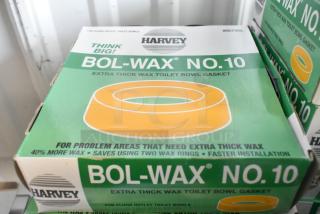 HARVEY
THINK
BIG!
BOL-WAX® NO.10
EXTRA THICK WAX TOILET BOWL GASKET
FOR PROBLEM AREAS THAT NEED EXTRA THICK WAX
40% MORE WAX • SAVES USING TWO WAX RINGS • FASTER INSTALLATION
HARVEY
BOL-WAX® NO.10
EXTRA THICK WAX TOILET BOWL GASKET